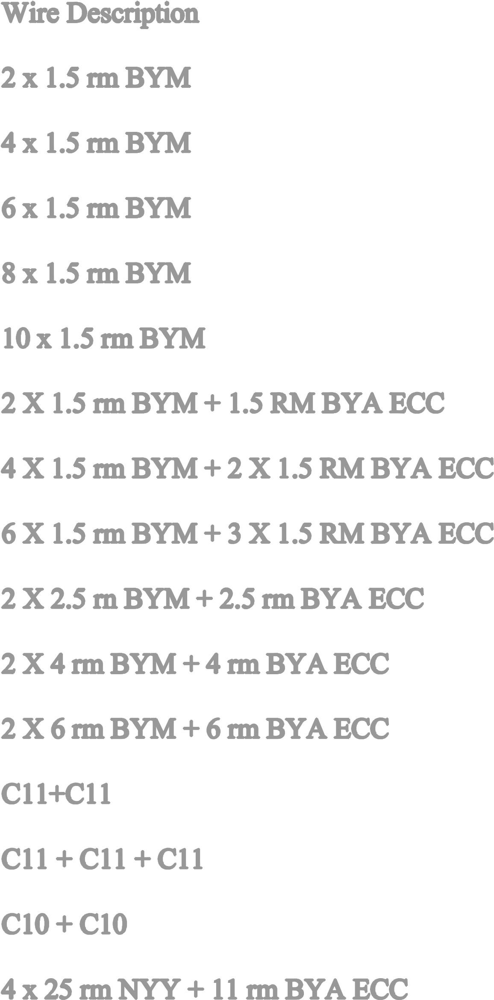 Wire Description
2 x 1.5 rm BYM
4 x 1.5 rm BYM
6 x 1.5 rm BYM
8 x 1.5 rm BYM
10 x 1.5 rm BYM
2 X 1.5 rm BYM + 1.5 RM BYA ECC
4 X 1.5 rm BYM + 2 X 1.5 RM BYA ECC
6 X 1.5 rm BYM + 3 X 1.5 RM BYA ECC
2 X 2.5 rn BYM + 2.5 rm BYA ECC
2 X 4 rm BYM + 4 rm BYA ECC
2 X 6 rm BYM + 6 rm BYA ECC
C11+C11
C11 + C11 + C11
C10 + C10
4 x 25 rm NYY + 11 rm BYA ECC